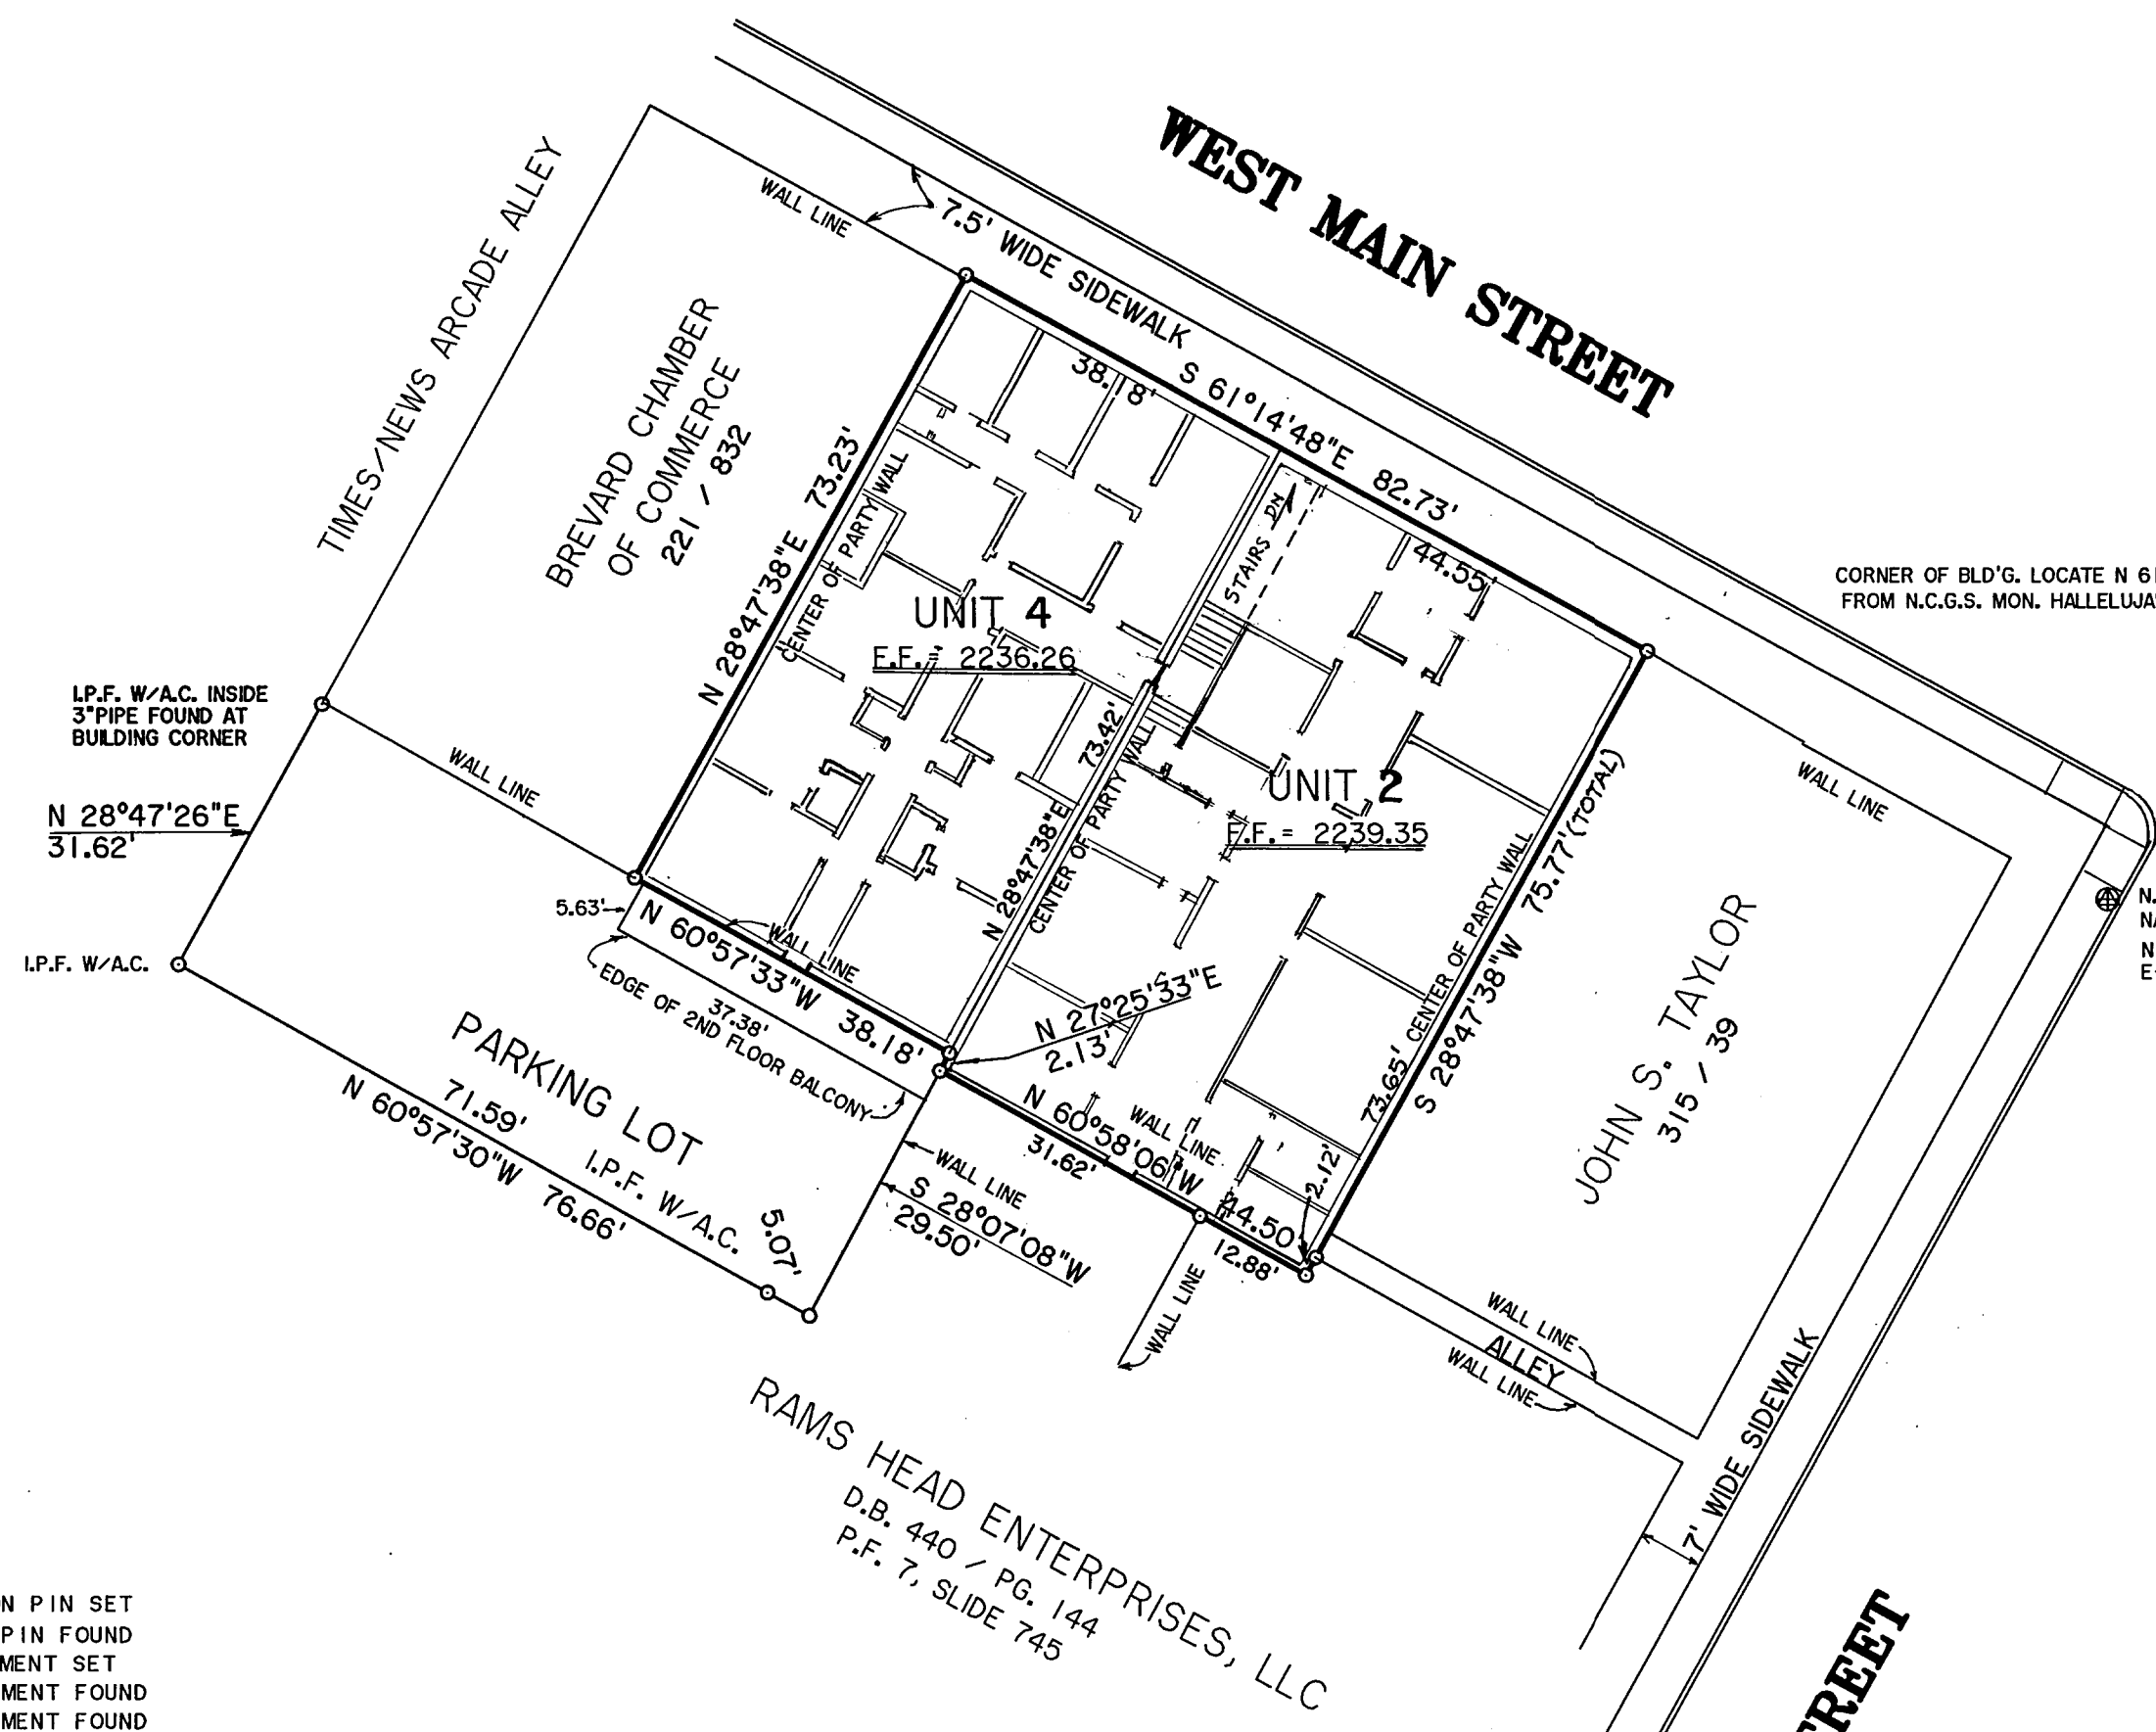 WEST MAIN STREET
TIMES/NEWS ARCADE ALLEY
WALL LINE
7.5' WIDE SIDEWALK
BREVARD CHAMBER
OF COMMERCE
221 / 832
38.18'
S 61°14'48"E 82.73'
44.55'
N 28°47'38"E 73.23'
CENTER OF PARTY WALL
STAIRS DN
UNIT 4
F.F. = 2236.26
UNIT 2
F.F. = 2239.35
73.42'
N 28°47'38"E
CENTER OF PARTY WALL
CORNER OF BLD'G. LOCATE N 61
FROM N.C.G.S. MON. HALLELUJA
I.P.F. W/A.C. INSIDE
3" PIPE FOUND AT
BUILDING CORNER
WALL LINE
N 28°47'26"E
31.62'
WALL LINE
75.77'(TOTAL)
S 28°47'38"W
73.65' CENTER OF PARTY WALL
JOHN S. TAYLOR
315 / 39
N.
NA
N
E
5.63'
I.P.F. W/A.C.
WALL LINE
N 60°57'33"W 38.18'
37.38'
EDGE OF 2ND FLOOR BALCONY
N 27°25'33"E
2.13'
PARKING LOT
71.59'
I.P.F. W/A.C.
5.07'
N 60°57'30"W 76.66'
WALL LINE
S 28°07'08"W
29.50'
WALL LINE
N 60°58'06"W 44.50'
31.62'
12.88'
2.12'
WALL LINE
WALL LINE
ALLEY
WALL LINE
7' WIDE SIDEWALK
RAMS HEAD ENTERPRISES, LLC
D.B. 440 / PG. 144
P.F. 7, SLIDE 745
N PIN SET
PIN FOUND
MENT SET
MENT FOUND
MENT FOUND
TREET